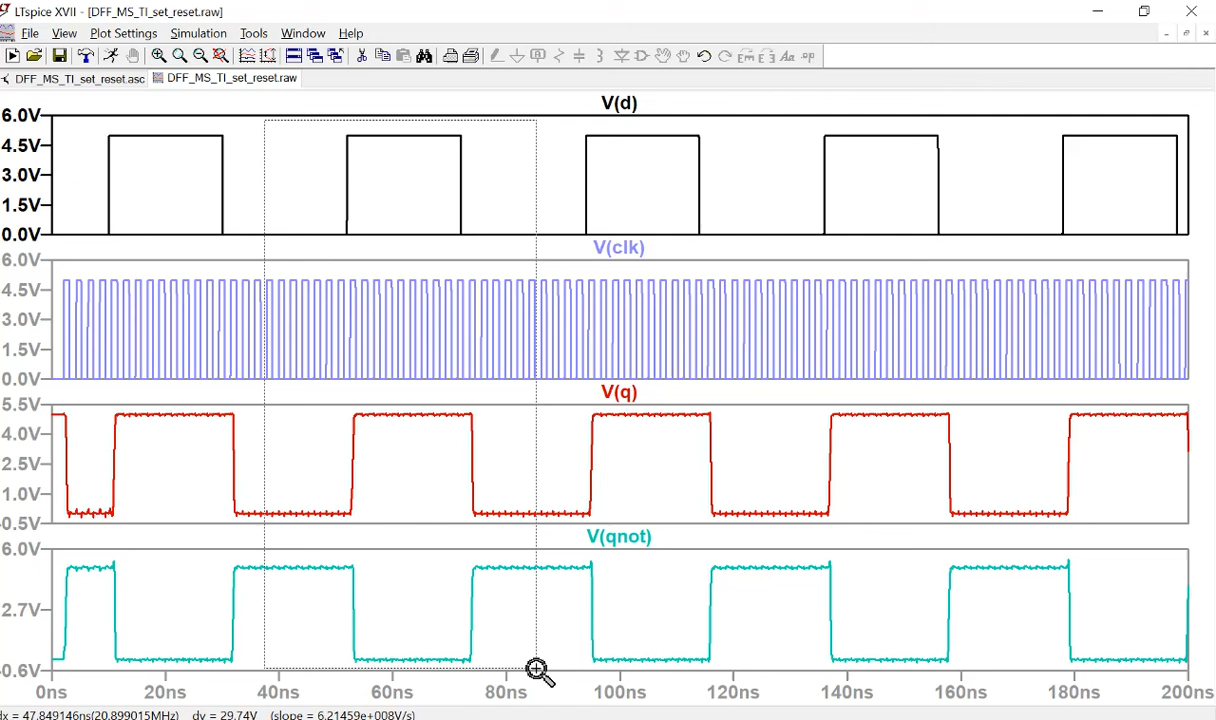 LTspice XVII - [DFF_MS_TI_set_reset.raw]
File View Plot Settings Simulation Tools Window Help
DFF_MS_TI_set_reset.asc DFF_MS_TI_set_reset.raw
V(d)
6.0V
4.5V
3.0V
1.5V
0.0V
V(clk)
6.0V
4.5V
3.0V
1.5V
0.0V
V(q)
5.5V
4.0V
2.5V
1.0V
-0.5V
V(qnot)
6.0V
2.7V
-0.6V
0ns 20ns 40ns 60ns 80ns 100ns 120ns 140ns 160ns 180ns 200ns
dx = 47.849146ns(20.899015MHz) dy = 29.74V (slope = 6.21459e+008V/s)